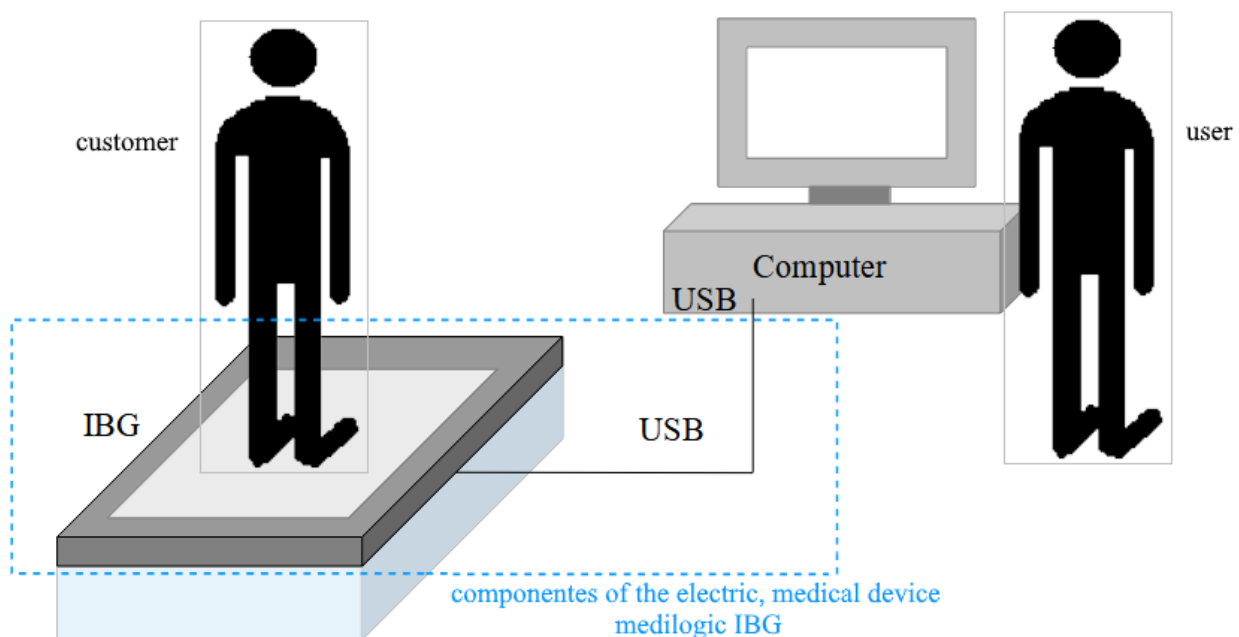 customer
user
Computer
USB
IBG
USB
componentes of the electric, medical device
medilogic IBG